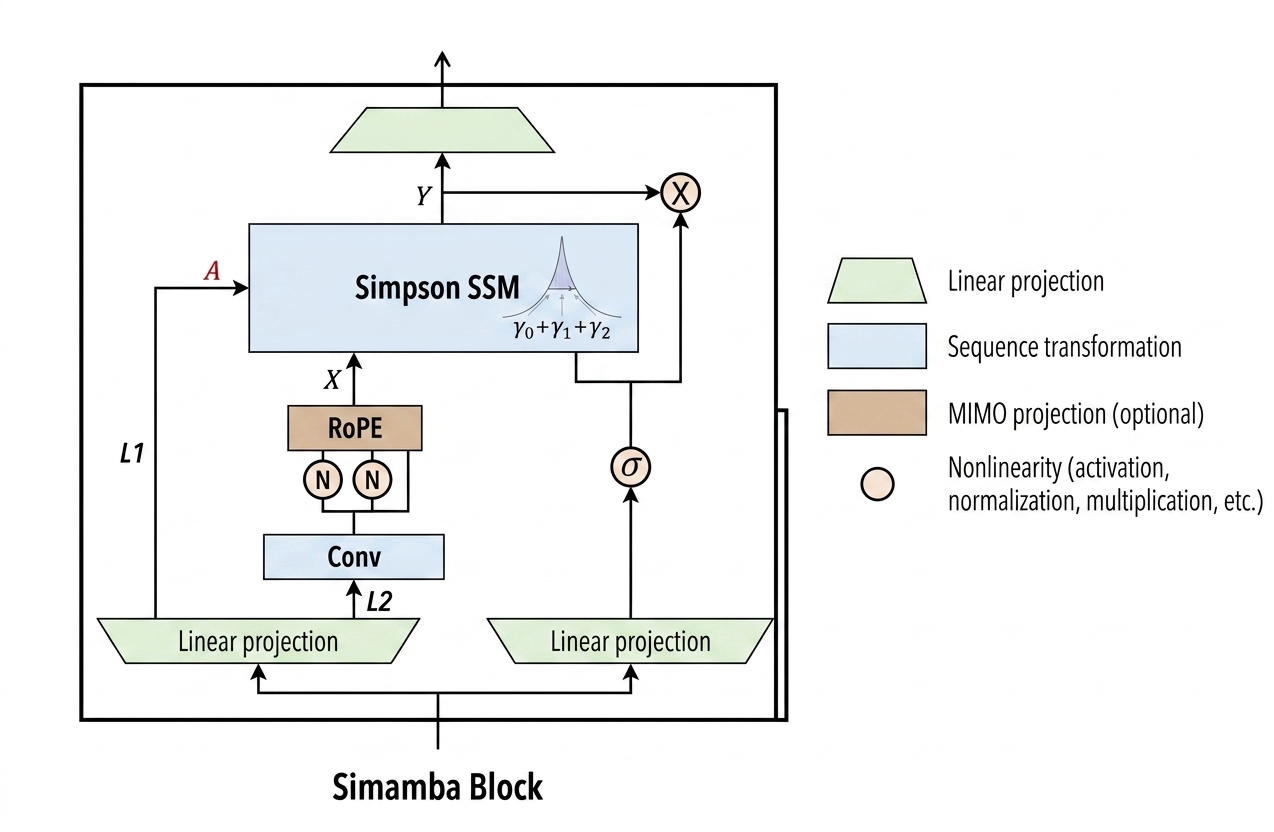 X
Y
A
Simpson SSM
γ0+γ1+γ2
X
RoPE
L1
N N
σ
Conv
L2
Linear projection
Linear projection
Simamba Block
Linear projection
Sequence transformation
MIMO projection (optional)
Nonlinearity (activation,
normalization, multiplication, etc.)